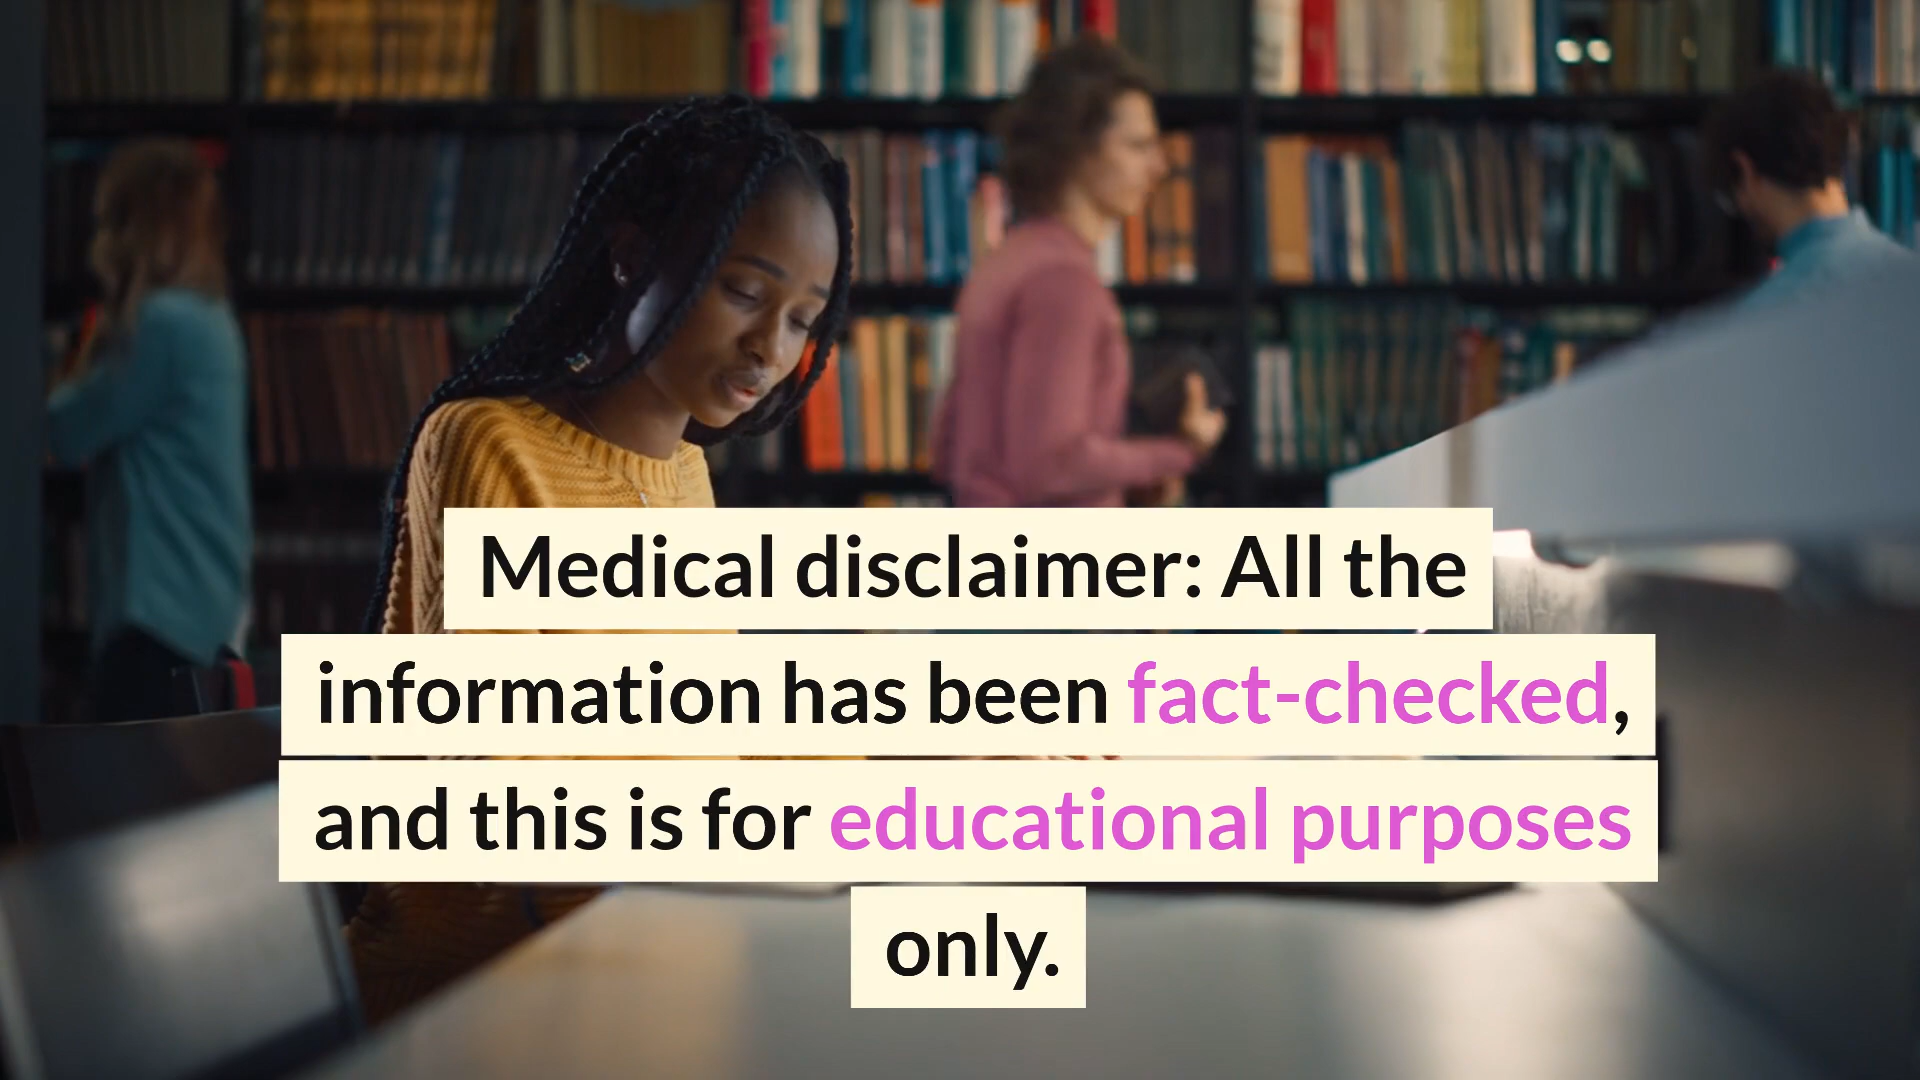 Medical disclaimer: All the
information has been fact-checked,
and this is for educational purposes
only.